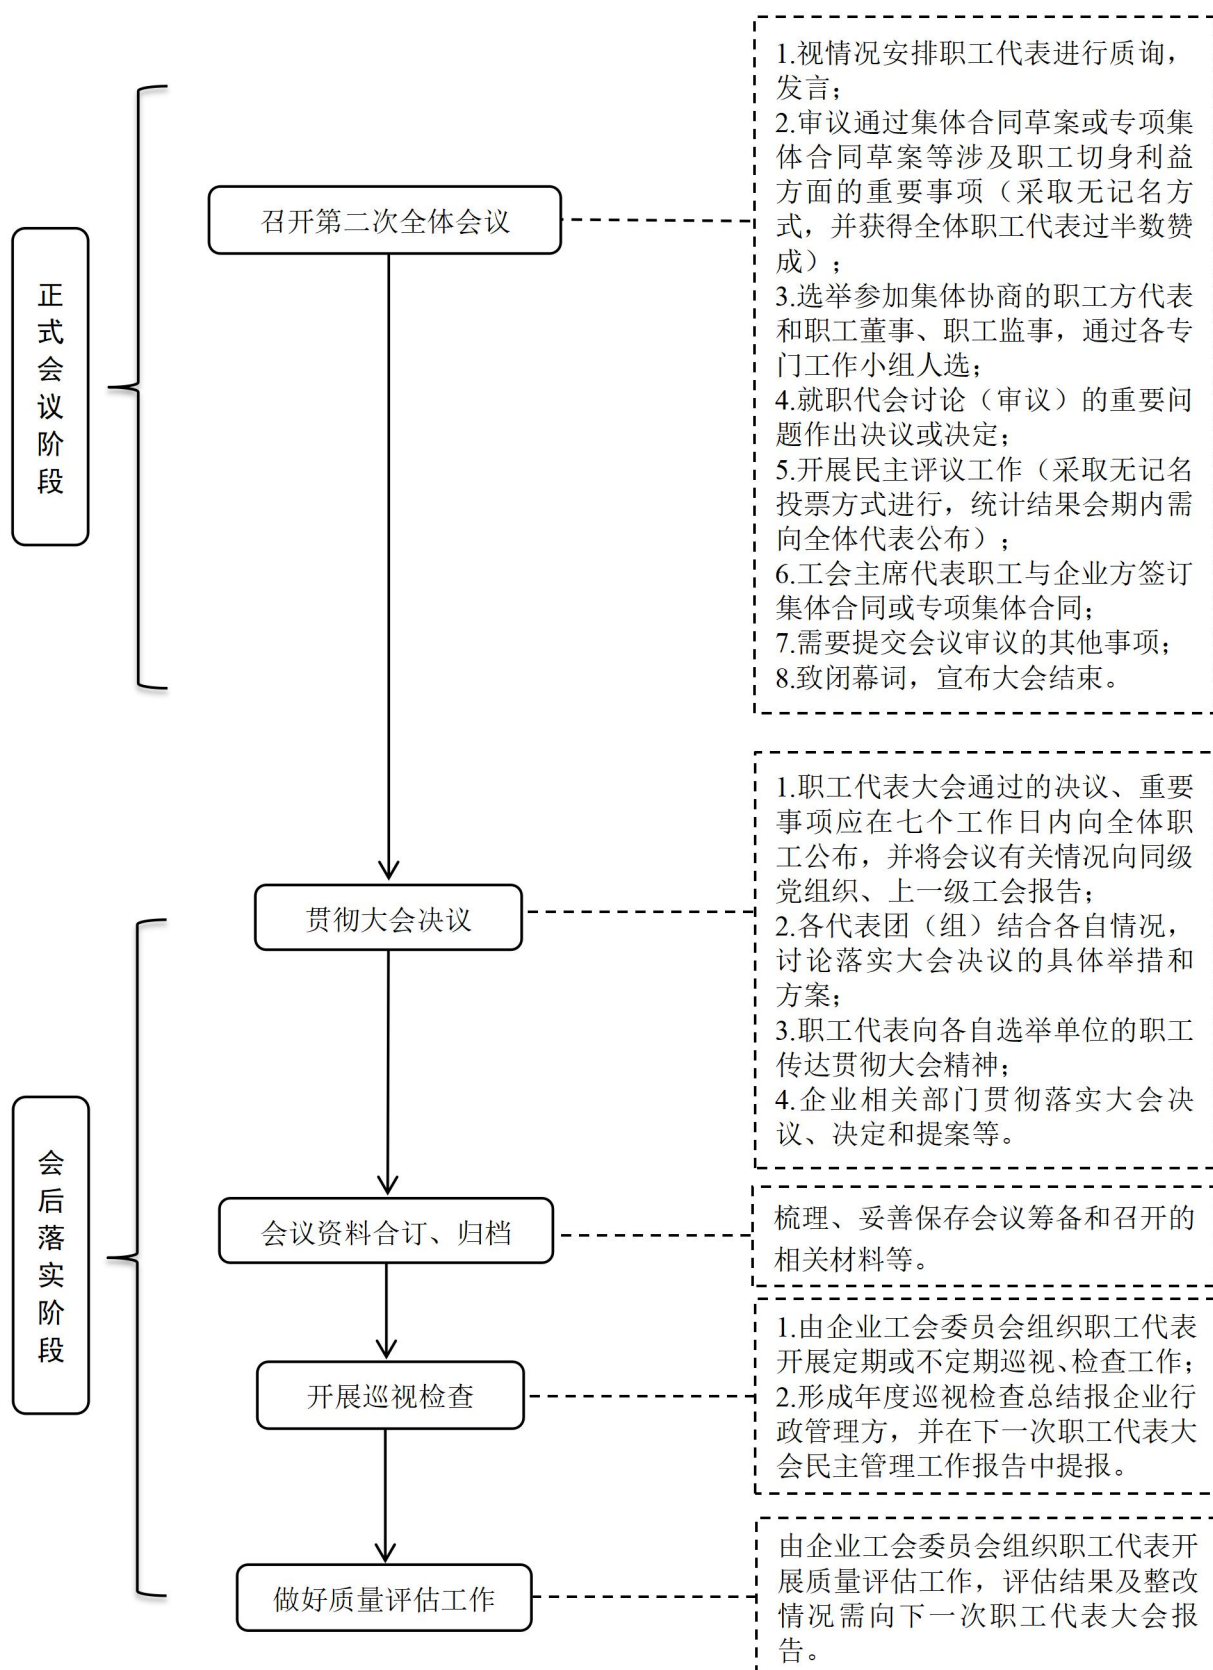 正式会议阶段
召开第二次全体会议
1.视情况安排职工代表进行质询，
发言；
2.审议通过集体合同草案或专项集
体合同草案等涉及职工切身利益
方面的重要事项（采取无记名方
式，并获得全体职工代表过半数赞
成）；
3.选举参加集体协商的职工方代表
和职工董事、职工监事，通过各专
门工作小组人选；
4.就职代会讨论（审议）的重要问
题作出决议或决定；
5.开展民主评议工作（采取无记名
投票方式进行，统计结果会期内需
向全体代表公布）；
6.工会主席代表职工与企业方签订
集体合同或专项集体合同；
7.需要提交会议审议的其他事项；
8.致闭幕词，宣布大会结束。
会后落实阶段
贯彻大会决议
1.职工代表大会通过的决议、重要
事项应在七个工作日内向全体职
工公布，并将会议有关情况向同级
党组织、上一级工会报告；
2.各代表团（组）结合各自情况，
讨论落实大会决议的具体举措和
方案；
3.职工代表向各自选举单位的职工
传达贯彻大会精神；
4.企业相关部门贯彻落实大会决
议、决定和提案等。
会议资料合订、归档
梳理、妥善保存会议筹备和召开的
相关材料等。
开展巡视检查
1.由企业工会委员会组织职工代表
开展定期或不定期巡视、检查工作；
2.形成年度巡视检查总结报企业行
政管理方，并在下一次职工代表大
会民主管理工作报告中提报。
做好质量评估工作
由企业工会委员会组织职工代表开
展质量评估工作，评估结果及整改
情况需向下一次职工代表大会报
告。